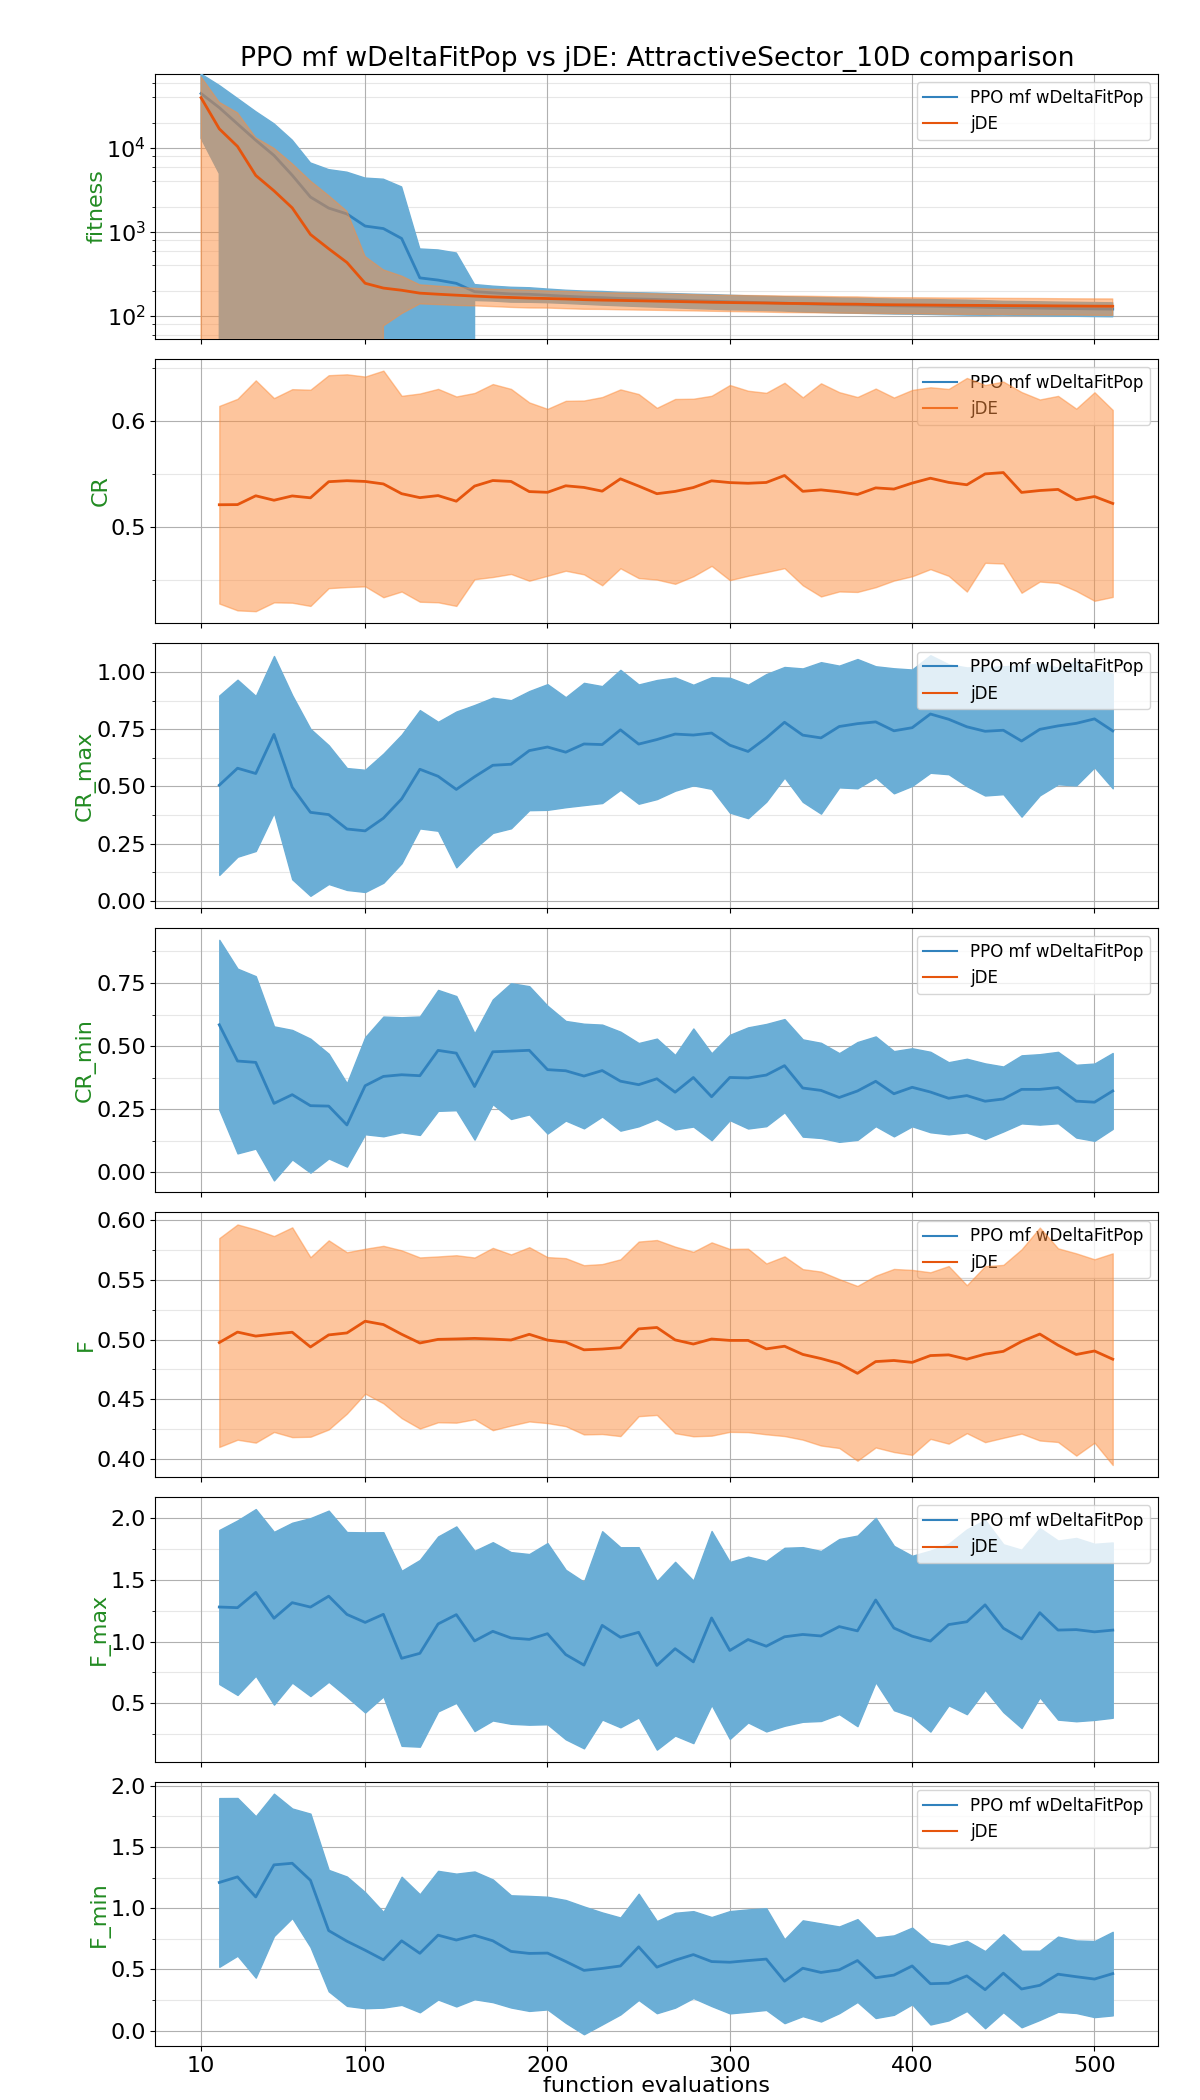 PPO mf wDeltaFitPop vs jDE: AttractiveSector_10D comparison
fitness
10^4
10^3
10^2
PPO mf wDeltaFitPop
jDE
CR
0.6
0.5
PPO mf wDeltaFitPop
jDE
CR_max
1.00
0.75
0.50
0.25
0.00
PPO mf wDeltaFitPop
jDE
CR_min
0.75
0.50
0.25
0.00
PPO mf wDeltaFitPop
jDE
F
0.60
0.55
0.50
0.45
0.40
PPO mf wDeltaFitPop
jDE
F_max
2.0
1.5
1.0
0.5
PPO mf wDeltaFitPop
jDE
F_min
2.0
1.5
1.0
0.5
0.0
PPO mf wDeltaFitPop
jDE
10 100 200 300 400 500
function evaluations